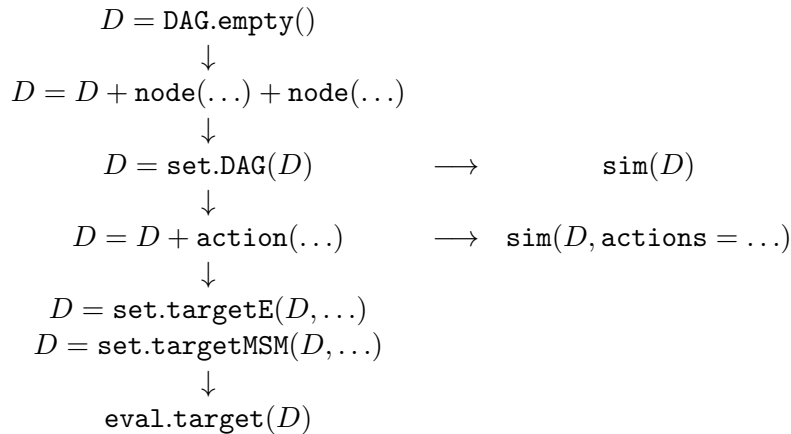 D = DAG.empty()
↓
D = D + node(...) + node(...)
↓
D = set.DAG(D) ⟶ sim(D)
↓
D = D + action(...) ⟶ sim(D, actions = ...)
↓
D = set.targetE(D, ...)
D = set.targetMSM(D, ...)
↓
eval.target(D)